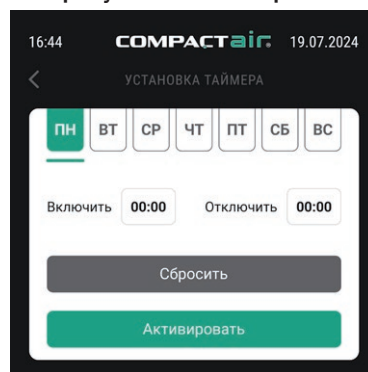 16:44 COMPACTair 19.07.2024
УСТАНОВКА ТАЙМЕРА
ПН ВТ СР ЧТ ПТ СБ ВС
Включить 00:00 Отключить 00:00
Сбросить
Активировать